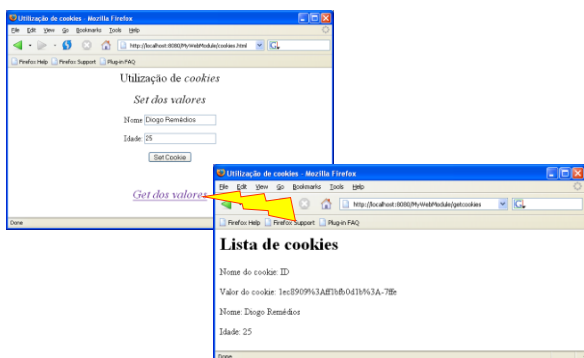 Utilização de cookies - Mozilla Firefox
File Edit View Go Bookmarks Tools Help
http://localhost:8080/MyWebModule/cookies.html
Firefox Help Firefox Support Plug-in FAQ
Utilização de cookies
Set dos valores
Nome Diogo Remédios
Idade 25
Set Cookie
Get dos valores
Done
Utilização de cookies - Mozilla Firefox
File Edit View Go Bookmarks Tools Help
http://localhost:8080/MyWebModule/getcookies
Firefox Help Firefox Support Plug-in FAQ
Lista de cookies
Nome do cookie: ID
Valor do cookie: 1ec8909%3Aff1bfb0d1b%3A-7ffe
Nome: Diogo Remédios
Idade: 25
Done